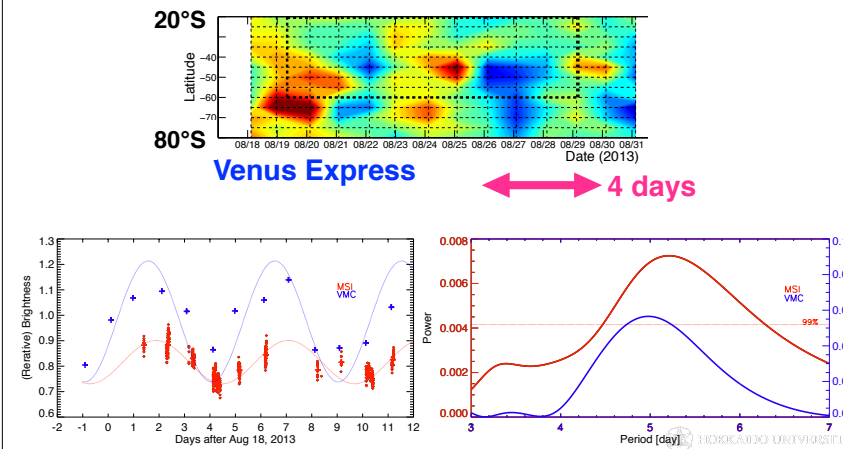 20°S
-40
-50
-60
-70
80°S
Latitude
08/18 08/19 08/20 08/21 08/22 08/23 08/24 08/25 08/26 08/27 08/28 08/29 08/30 08/31
Date (2013)
Venus Express
4 days
1.3
1.2
1.1
1.0
0.9
0.8
0.7
0.6
(Rerative) Brightness
MSI
VMC
-2 -1 0 1 2 3 4 5 6 7 8 9 10 11 12
Days after Aug 18, 2013
0.008
0.006
0.004
0.002
0.000
Power
MSI
VMC
99%
3 4 5 6 7
Period [day]
HOKKAIDO